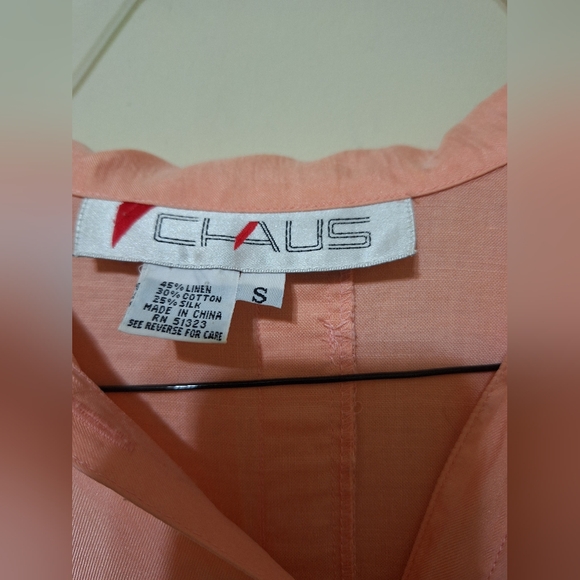 CHAUS
45% LINEN
30% COTTON
25% SILK
MADE IN CHINA
RN 51323
SEE REVERSE FOR CARE
S